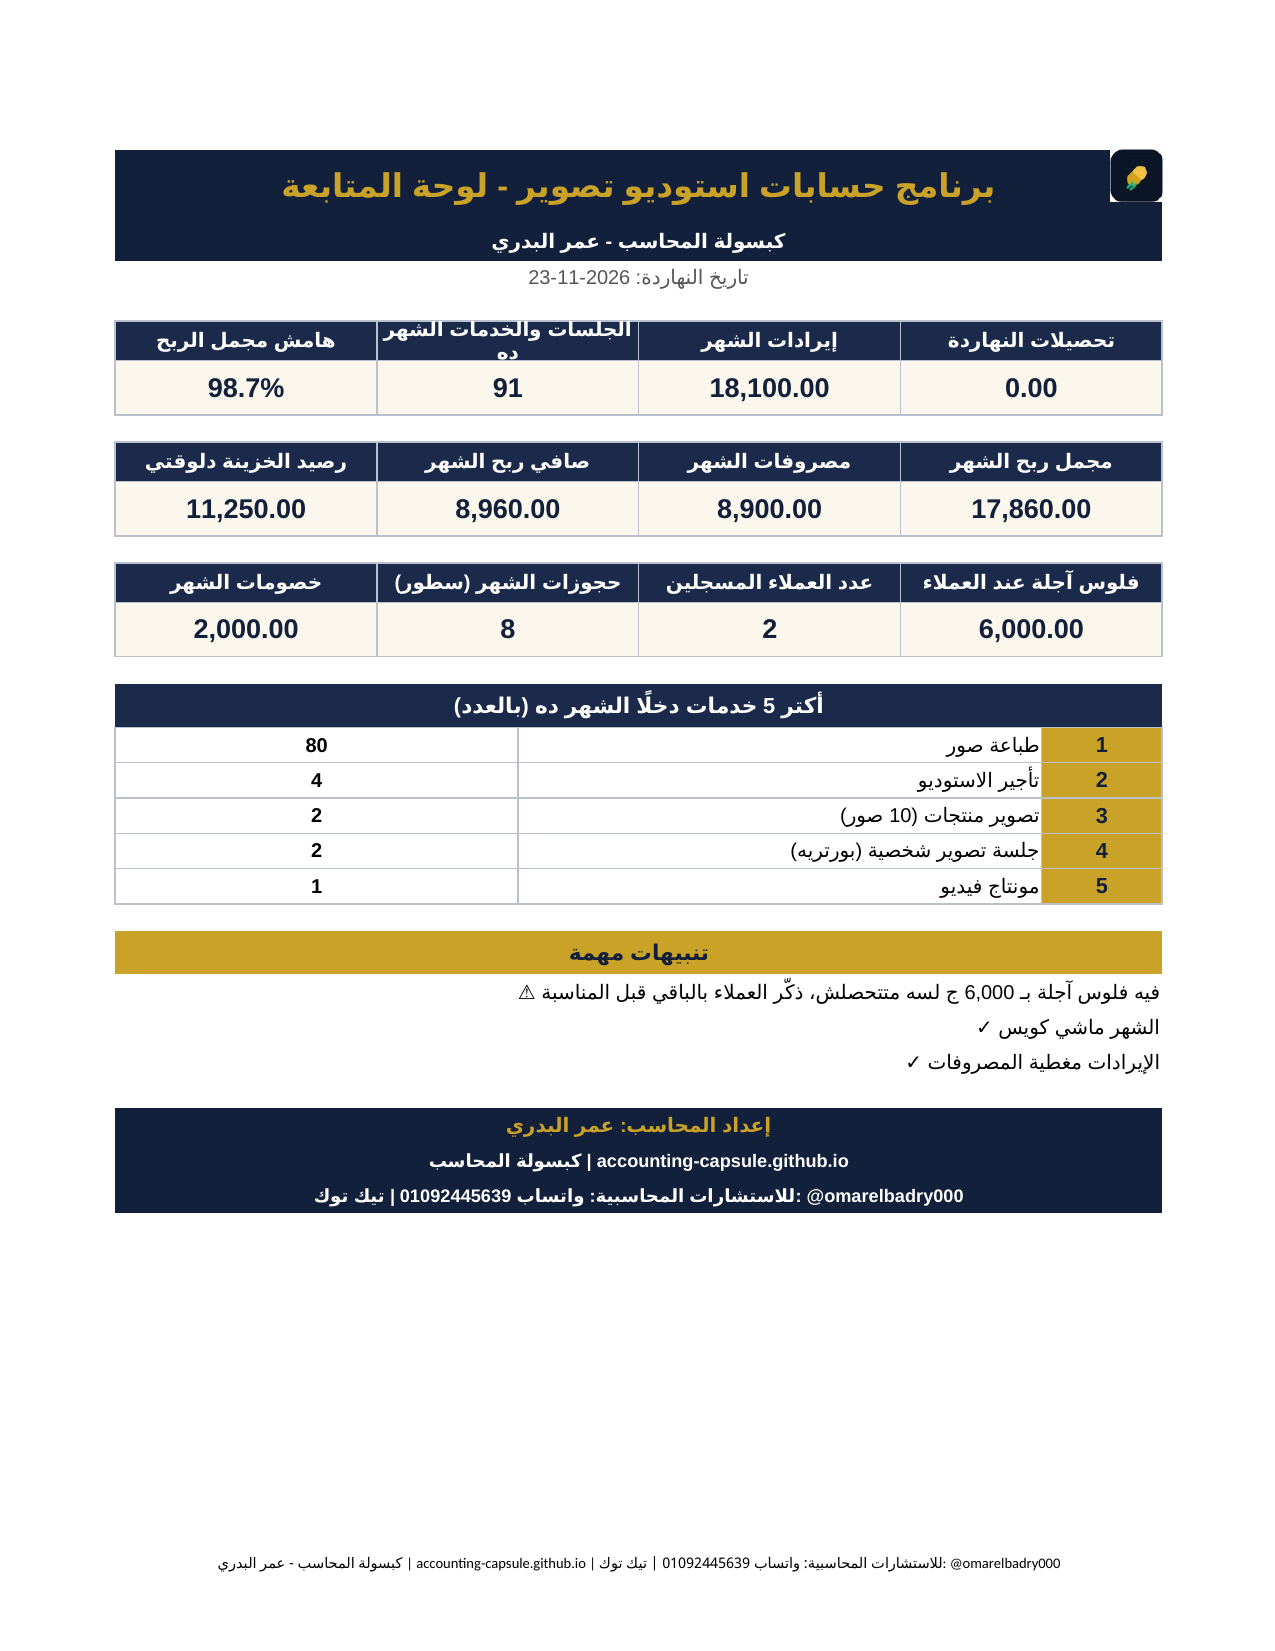 برنامج حسابات استوديو تصوير - لوحة المتابعة
كبسولة المحاسب - عمر البدري
تاريخ النهاردة: 2026-11-23
تحصيلات النهاردة
إيرادات الشهر
الجلسات والخدمات الشهر
ده
هامش مجمل الربح
0.00
18,100.00
91
98.7%
مجمل ربح الشهر
مصروفات الشهر
صافي ربح الشهر
رصيد الخزينة دلوقتي
17,860.00
8,900.00
8,960.00
11,250.00
فلوس آجلة عند العملاء
عدد العملاء المسجلين
حجوزات الشهر (سطور)
خصومات الشهر
6,000.00
2
8
2,000.00
أكتر 5 خدمات دخلًا الشهر ده (بالعدد)
1 طباعة صور 80
2 تأجير الاستوديو 4
3 تصوير منتجات (10 صور) 2
4 جلسة تصوير شخصية (بورتريه) 2
5 مونتاج فيديو 1
تنبيهات مهمة
فيه فلوس آجلة بـ 6,000 ج لسه متتحصلش، ذكّر العملاء بالباقي قبل المناسبة ⚠
الشهر ماشي كويس ✓
الإيرادات مغطية المصروفات ✓
إعداد المحاسب: عمر البدري
كبسولة المحاسب | accounting-capsule.github.io
للاستشارات المحاسبية: واتساب 01092445639 | تيك توك: @omarelbadry000
كبسولة المحاسب - عمر البدري | accounting-capsule.github.io | للاستشارات المحاسبية: واتساب 01092445639 | تيك توك: @omarelbadry000